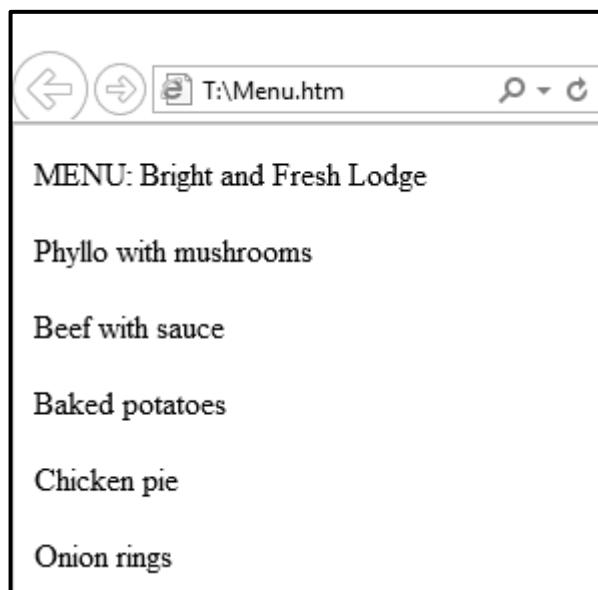 T:\Menu.htm
MENU: Bright and Fresh Lodge
Phyllo with mushrooms
Beef with sauce
Baked potatoes
Chicken pie
Onion rings